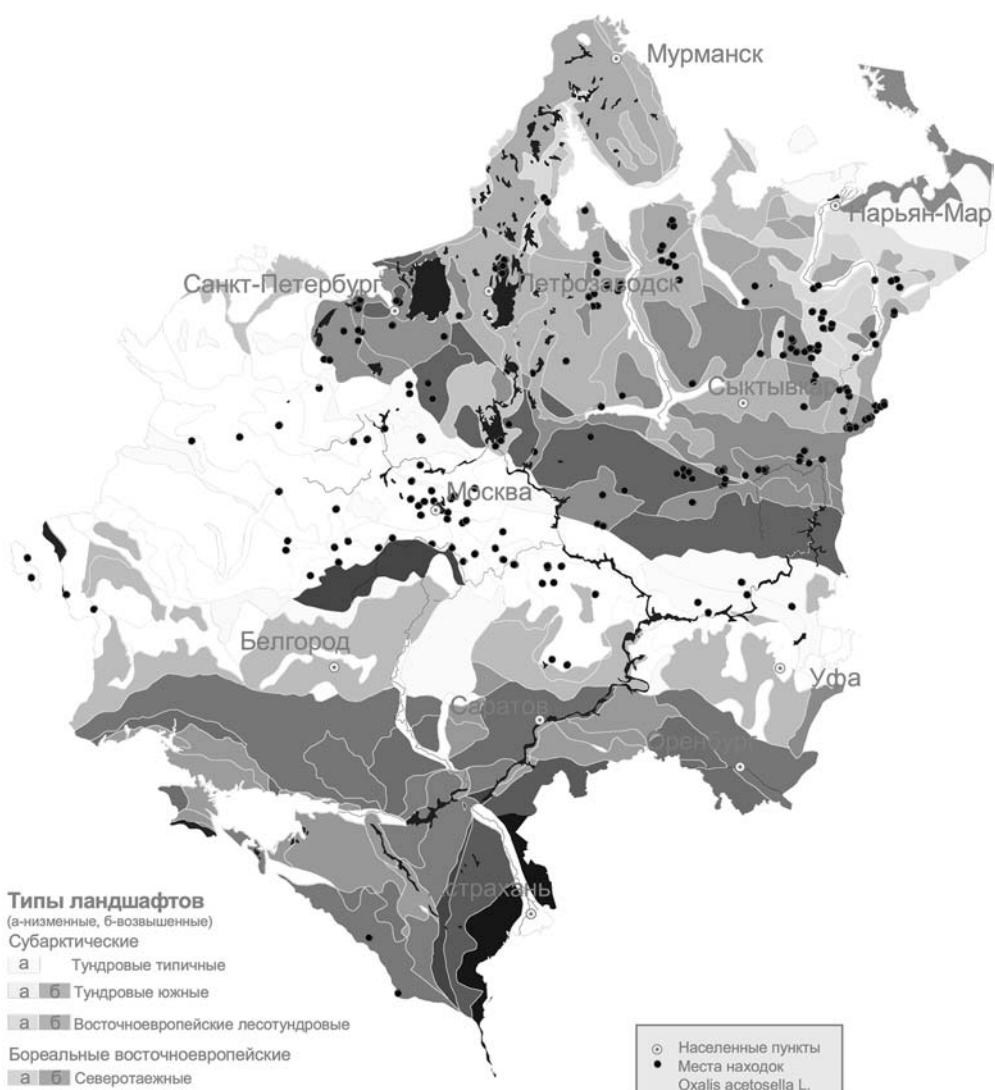 Мурманск
Нарьян-Мар
Санкт-Петербург
Петрозаводск
Сыктывкар
Москва
Белгород
Уфа
Саратов
Оренбург
страхань
Типы ландшафтов
(а-низменные, б-возвышенные)
Субарктические
а Тундровые типичные
а б Тундровые южные
а б Восточноевропейские лесотундровые
Бореальные восточноевропейские
а б Северотаежные
Населенные пункты
Места находок
Oxalis acetosella L.